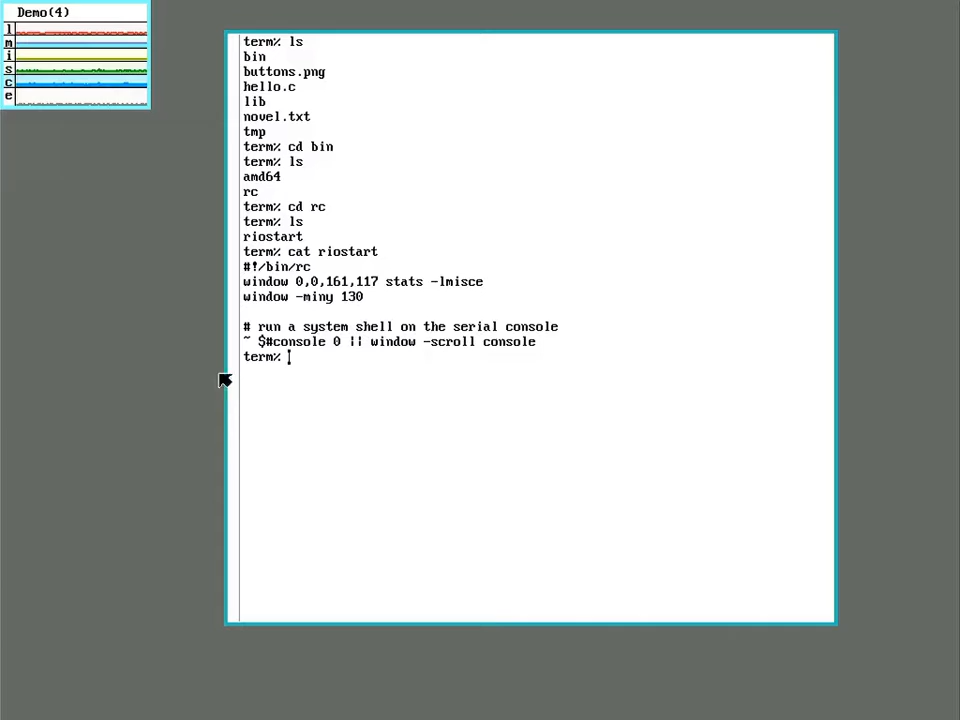 Demo(4)
l
m
i
s
c
e
term% ls
bin
buttons.png
hello.c
lib
novel.txt
tmp
term% cd bin
term% ls
amd64
rc
term% cd rc
term% ls
riostart
term% cat riostart
#!/bin/rc
window 0,0,161,117 stats -lmisce
window -miny 130
# run a system shell on the serial console
~ $#console 0 || window -scroll console
term%